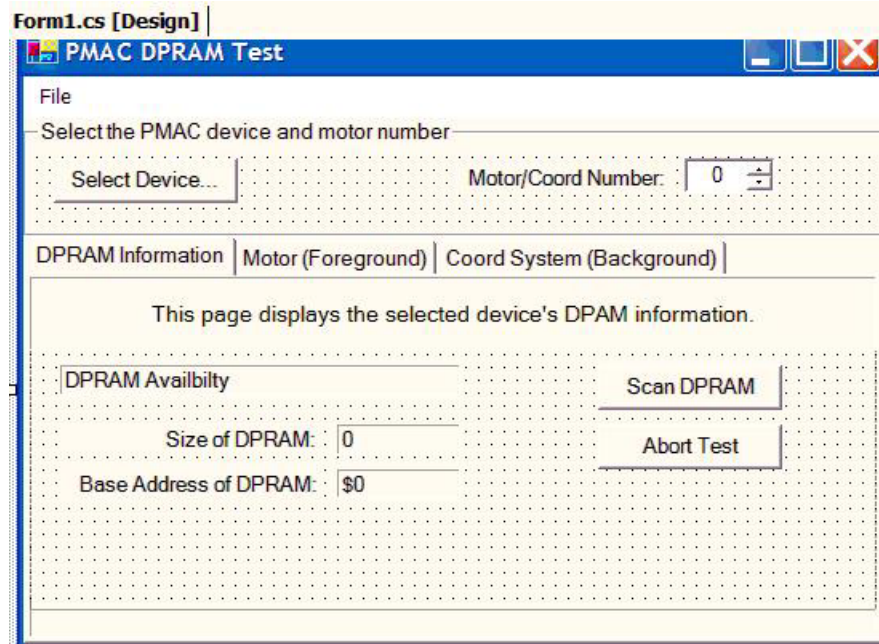 Form1.cs [Design]
PMAC DPRAM Test
File
Select the PMAC device and motor number
Select Device... Motor/Coord Number: 0
DPRAM Information Motor (Foreground) Coord System (Background)
This page displays the selected device's DPAM information.
DPRAM Availbilty Scan DPRAM
Size of DPRAM: 0 Abort Test
Base Address of DPRAM: $0